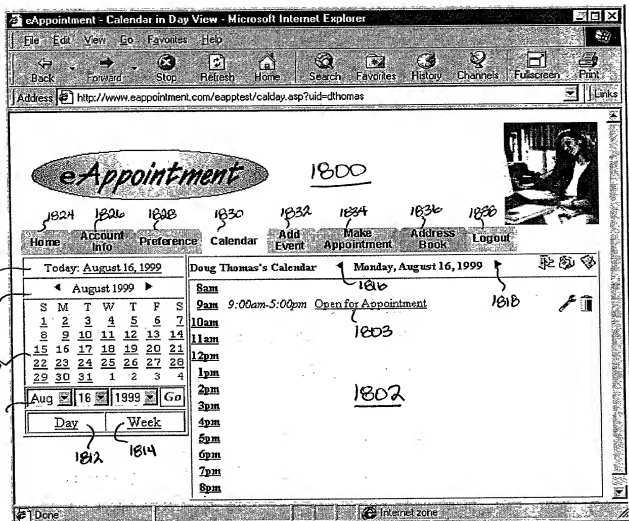 eAppointment - Calendar in Day View - Microsoft Internet Explorer
File Edit View Go Favorites Help
Back Forward Stop Refresh Home Search Favorites History Channels Fullscreen Print
Address http://www.eappointment.com/eapptest/calday.asp?uid=dthomas Links
eAppointment
1800
1824 1826 1828 1830 1832 1834 1836 1838
Home Account Info Preference Calendar Add Event Make Appointment Address Book Logout
Today: August 16, 1999
Doug Thomas's Calendar Monday, August 16, 1999
1816 1818
August 1999
S M T W T F S
1 2 3 4 5 6 7
8 9 10 11 12 13 14
15 16 17 18 19 20 21
22 23 24 25 26 27 28
29 30 31 1 2 3 4
Aug 16 1999 Go
Day Week
1812 1814
8am
9am 9:00am-5:00pm Open for Appointment
1803
10am
11am
12pm
1pm
2pm
1802
3pm
4pm
5pm
6pm
7pm
8pm
Done Internet zone